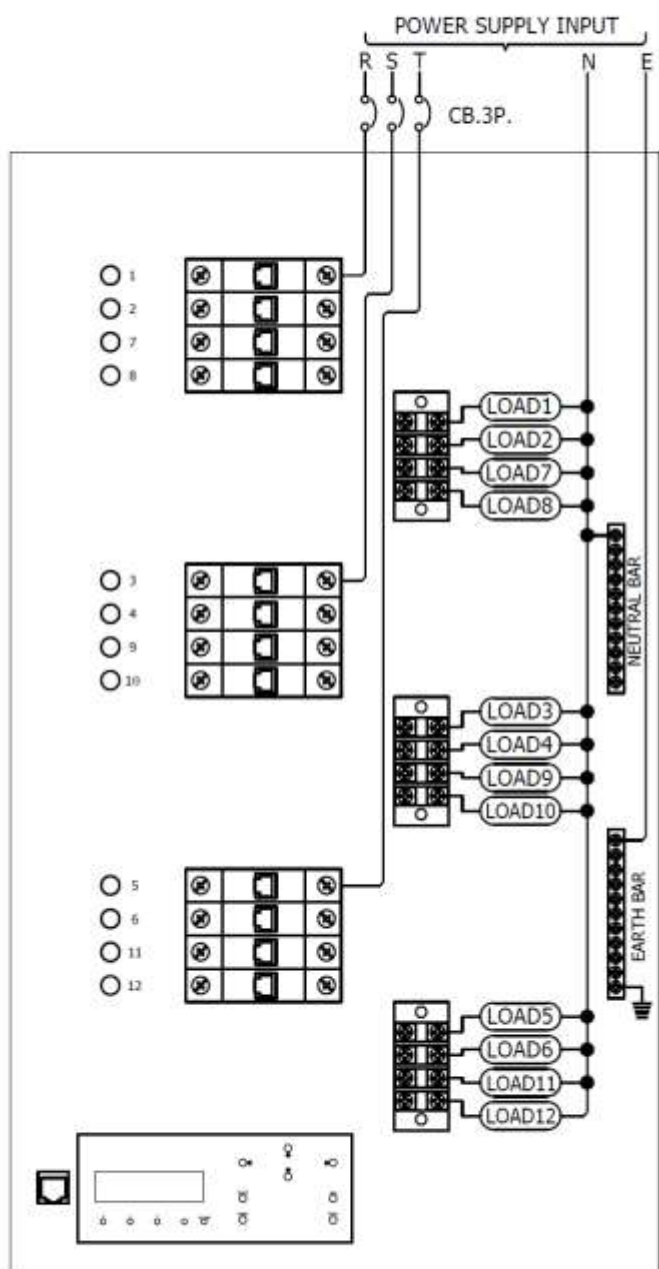 POWER SUPPLY INPUT
R S T N E
CB.3P.
1
2
7
8
LOAD1
LOAD2
LOAD7
LOAD8
NEUTRAL BAR
3
4
9
10
LOAD3
LOAD4
LOAD9
LOAD10
EARTH BAR
5
6
11
12
LOAD5
LOAD6
LOAD11
LOAD12